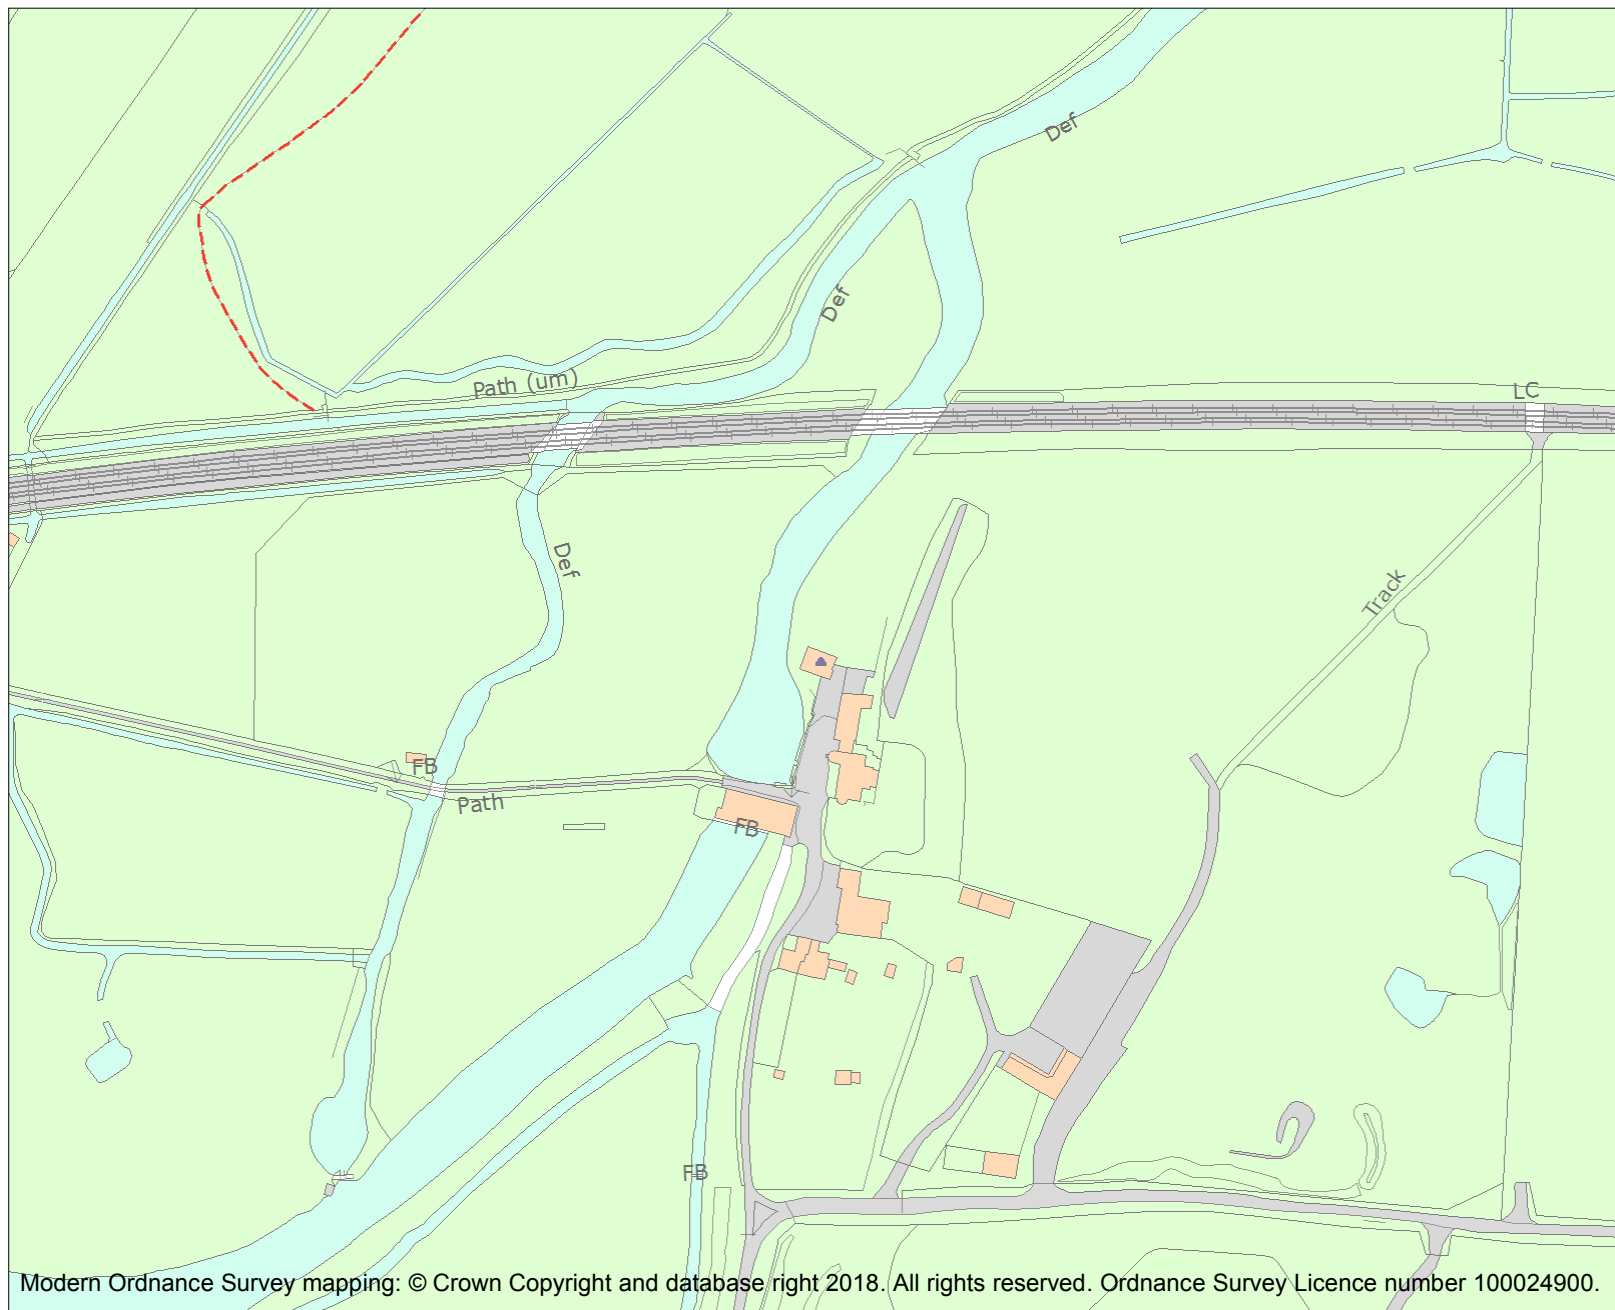 Def
Def
Path (um)
LC
Def
Track
FB
Path
FB
FB
Modern Ordnance Survey mapping: © Crown Copyright and database right 2018. All rights reserved. Ordnance Survey Licence number 100024900.